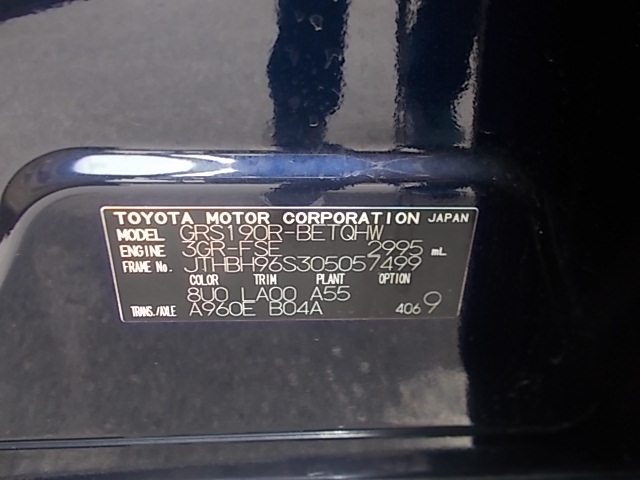 TOYOTA MOTOR CORPORATION JAPAN
MODEL GRS190R-BETQHW
ENGINE 3GR-FSE 2995 mL
FRAME No. JTHBH96S305057499
COLOR TRIM PLANT OPTION
8U0 LA00 A55
TRANS./AXLE A960E B04A 4069